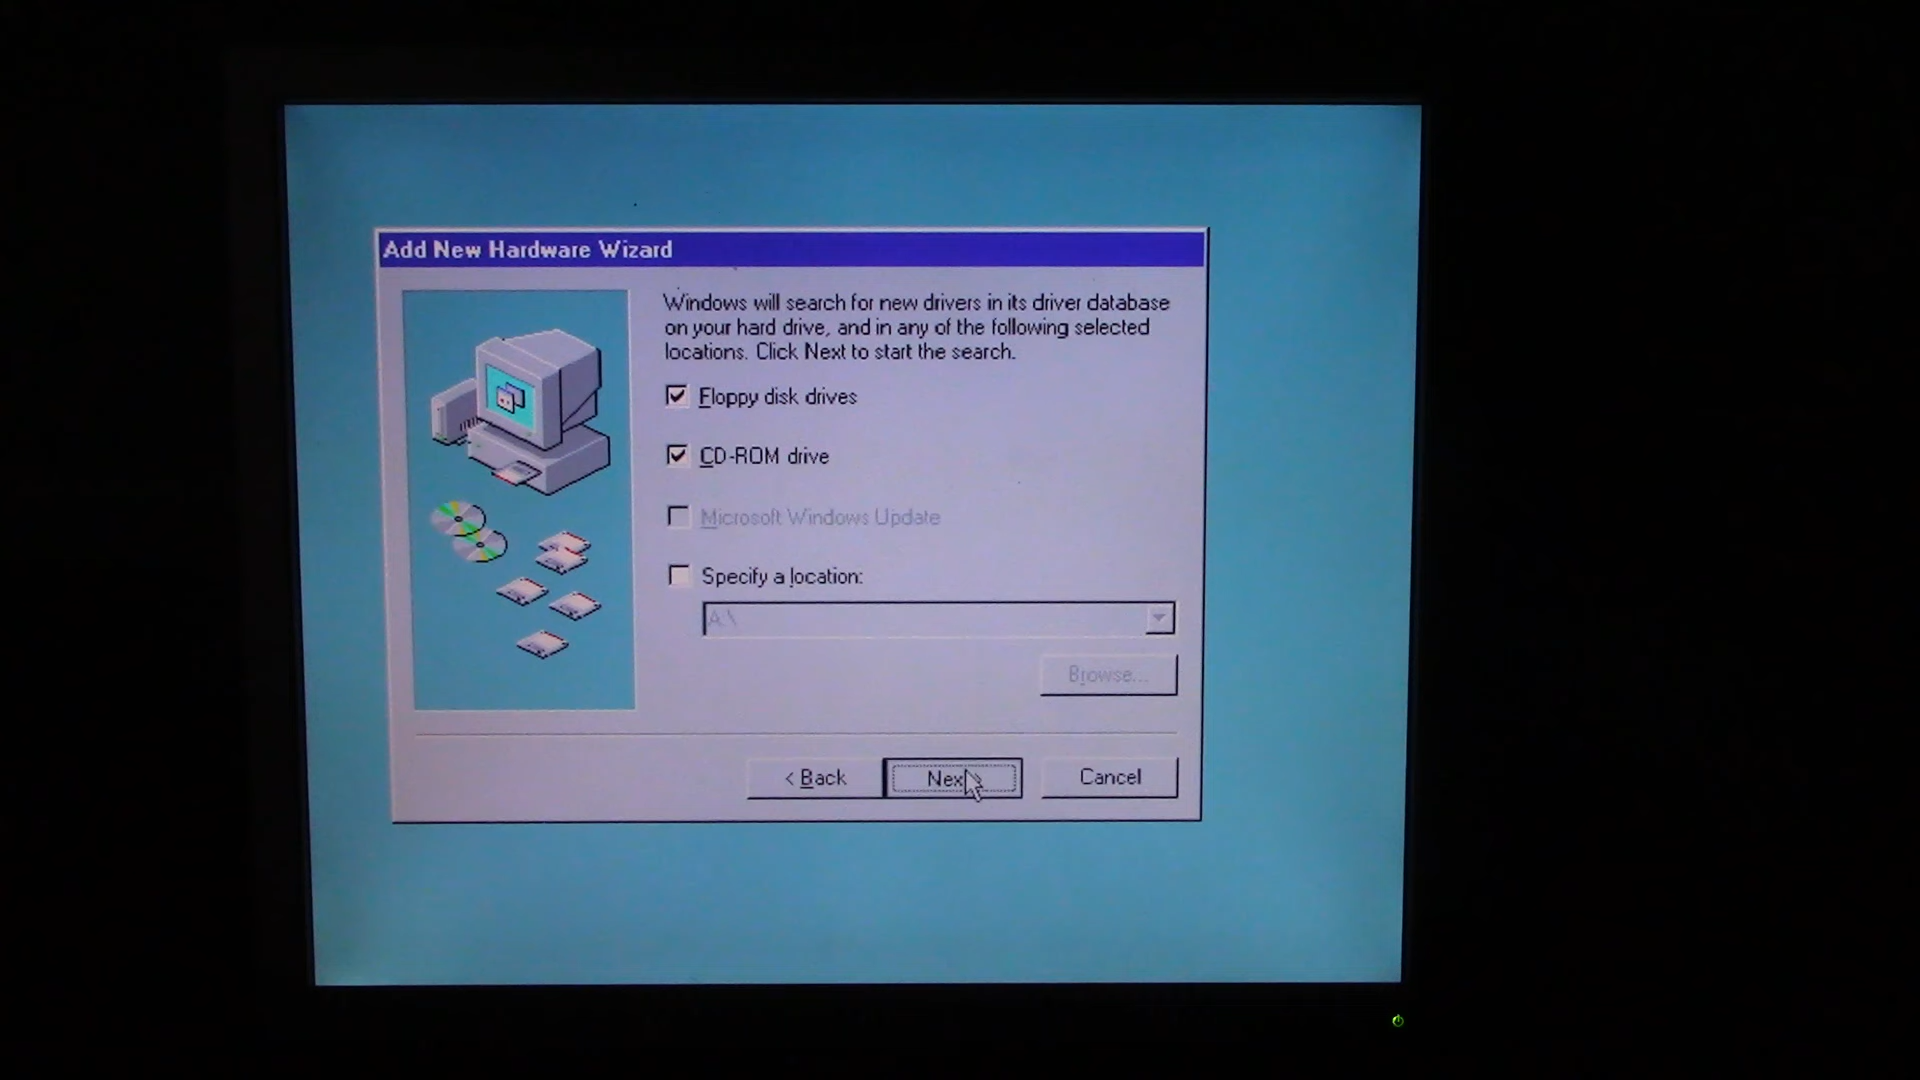 Add New Hardware Wizard
Windows will search for new drivers in its driver database
on your hard drive, and in any of the following selected
locations. Click Next to start the search.
Floppy disk drives
CD-ROM drive
Microsoft Windows Update
Specify a location:
A:\
Browse...
< Back
Nex
Cancel